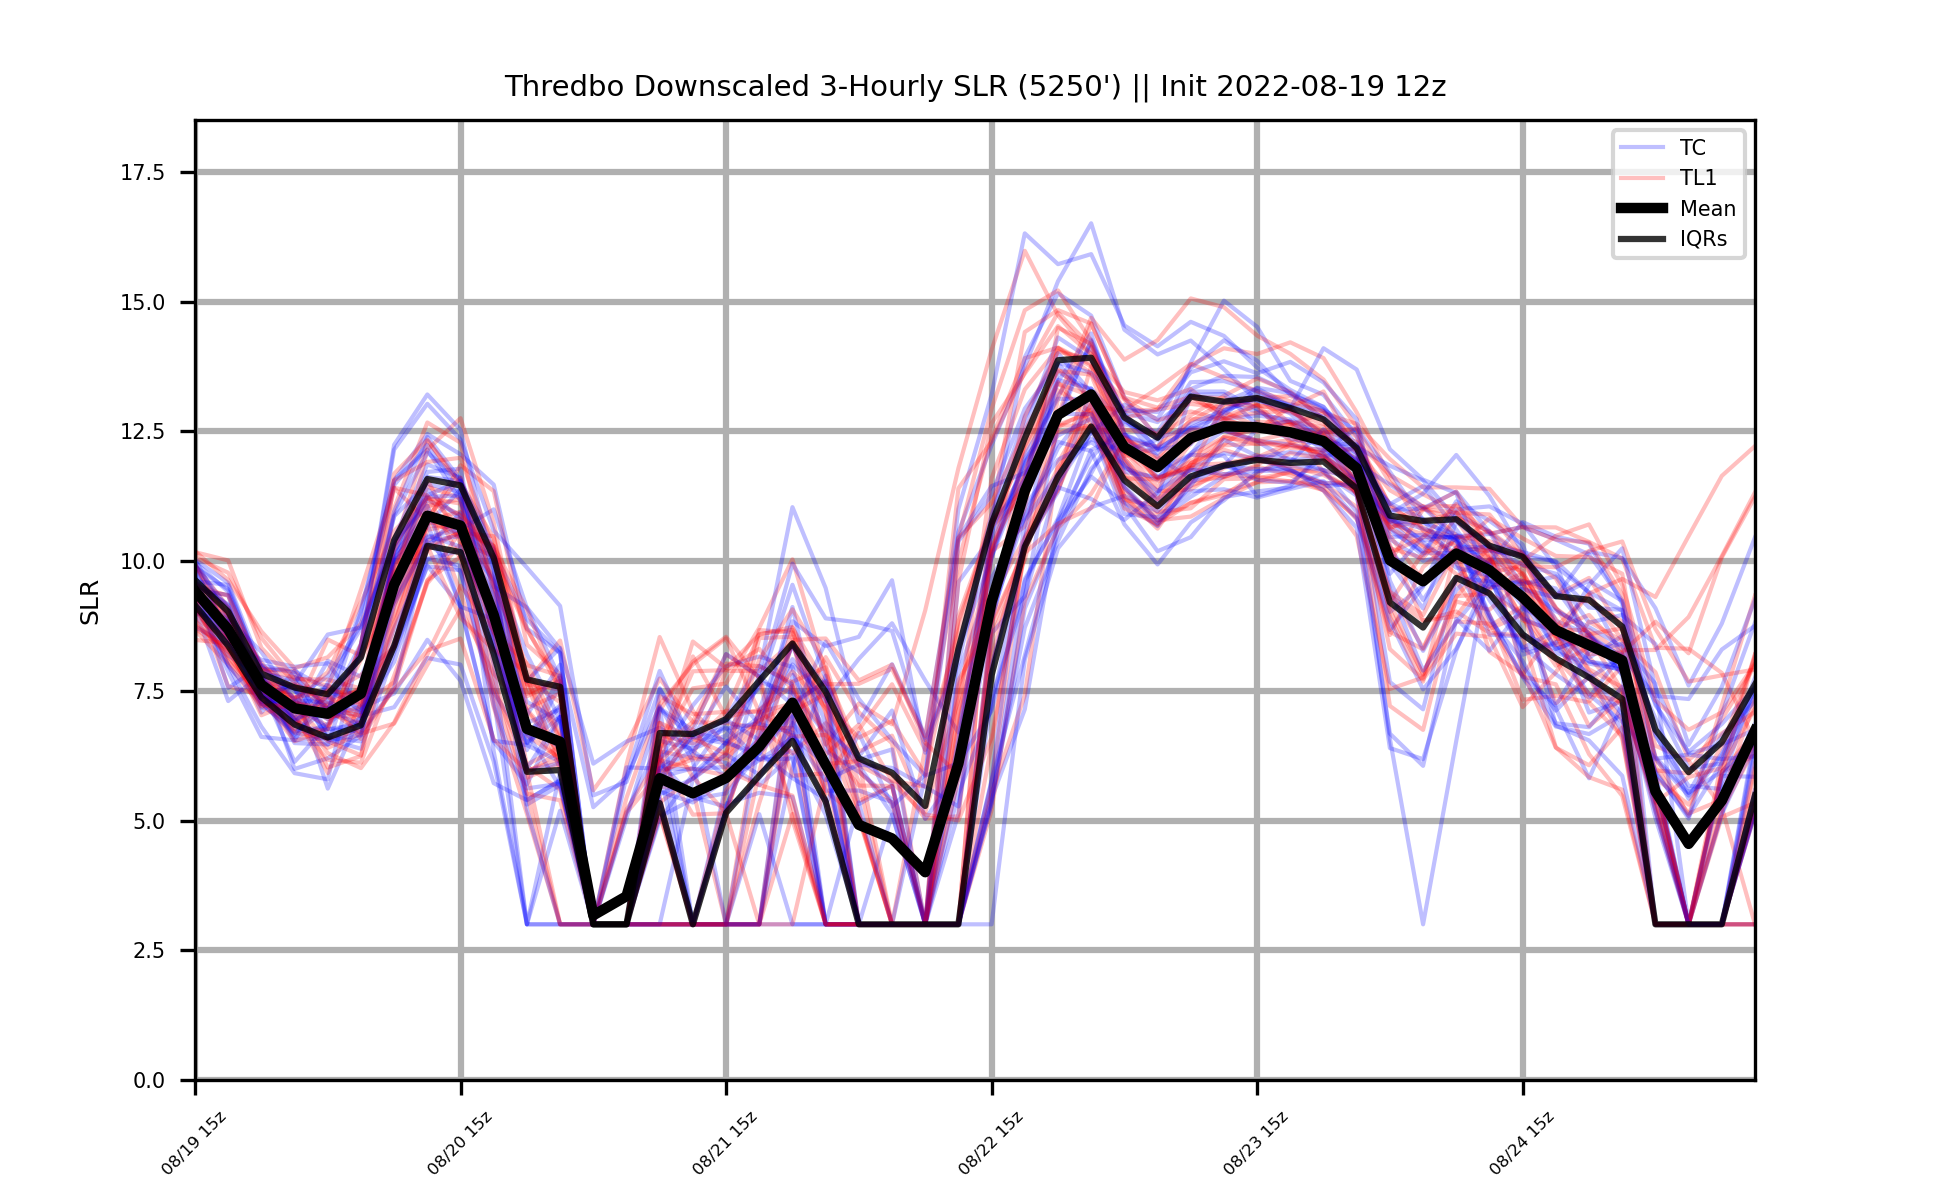 Thredbo Downscaled 3-Hourly SLR (5250') || Init 2022-08-19 12z
TC
TL1
Mean
IQRs
SLR
17.5
15.0
12.5
10.0
7.5
5.0
2.5
0.0
08/19 15z
08/20 15z
08/21 15z
08/22 15z
08/23 15z
08/24 15z